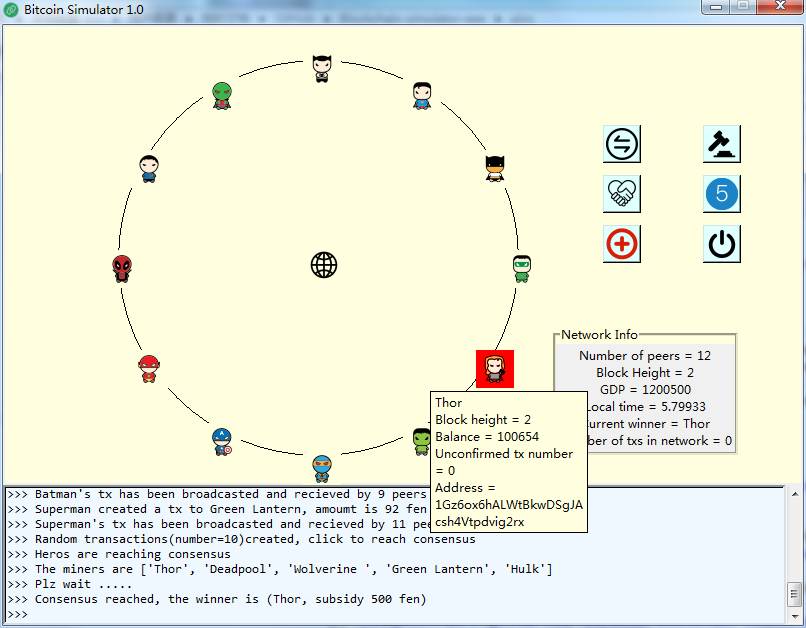 Bitcoin Simulator 1.0
5
Network Info
Number of peers = 12
Block Height = 2
GDP = 1200500
Local time = 5.79933
Current winner = Thor
ber of txs in network = 0
Thor
Block height = 2
Balance = 100654
Unconfirmed tx number
= 0
Address =
1Gz6ox6hALWtBkwDSgJA
csh4Vtpdvig2rx
>>> Batman's tx has been broadcasted and recieved by 9 peers
>>> Superman created a tx to Green Lantern, amoumt is 92 fen
>>> Superman's tx has been broadcasted and recieved by 11 pee
>>> Random transactions(number=10)created, click to reach consensus
>>> Heros are reaching consensus
>>> The miners are ['Thor', 'Deadpool', 'Wolverine ', 'Green Lantern', 'Hulk']
>>> Plz wait .....
>>> Consensus reached, the winner is (Thor, subsidy 500 fen)
>>>